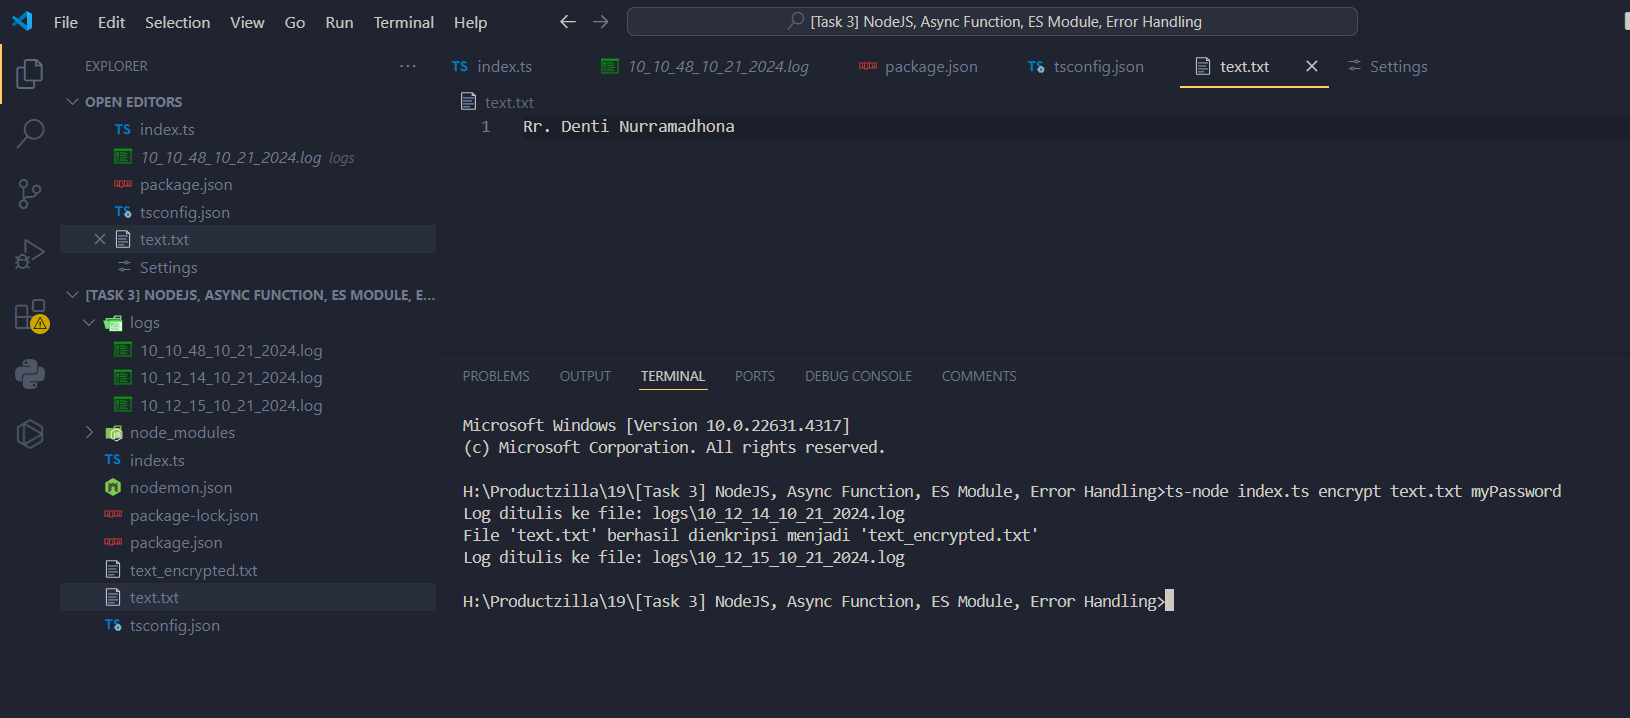 File Edit Selection View Go Run Terminal Help
[Task 3] NodeJS, Async Function, ES Module, Error Handling
EXPLORER
OPEN EDITORS
TS index.ts
10_10_48_10_21_2024.log logs
package.json
TS tsconfig.json
text.txt
Settings
[TASK 3] NODEJS, ASYNC FUNCTION, ES MODULE, E...
logs
10_10_48_10_21_2024.log
10_12_14_10_21_2024.log
10_12_15_10_21_2024.log
node_modules
TS index.ts
nodemon.json
package-lock.json
package.json
text_encrypted.txt
text.txt
TS tsconfig.json
TS index.ts 10_10_48_10_21_2024.log package.json TS tsconfig.json text.txt Settings
text.txt
1 Rr. Denti Nurramadhona
PROBLEMS OUTPUT TERMINAL PORTS DEBUG CONSOLE COMMENTS
Microsoft Windows [Version 10.0.22631.4317]
(c) Microsoft Corporation. All rights reserved.
H:\Productzilla\19\[Task 3] NodeJS, Async Function, ES Module, Error Handling>ts-node index.ts encrypt text.txt myPassword
Log ditulis ke file: logs\10_12_14_10_21_2024.log
File 'text.txt' berhasil dienkripsi menjadi 'text_encrypted.txt'
Log ditulis ke file: logs\10_12_15_10_21_2024.log
H:\Productzilla\19\[Task 3] NodeJS, Async Function, ES Module, Error Handling>